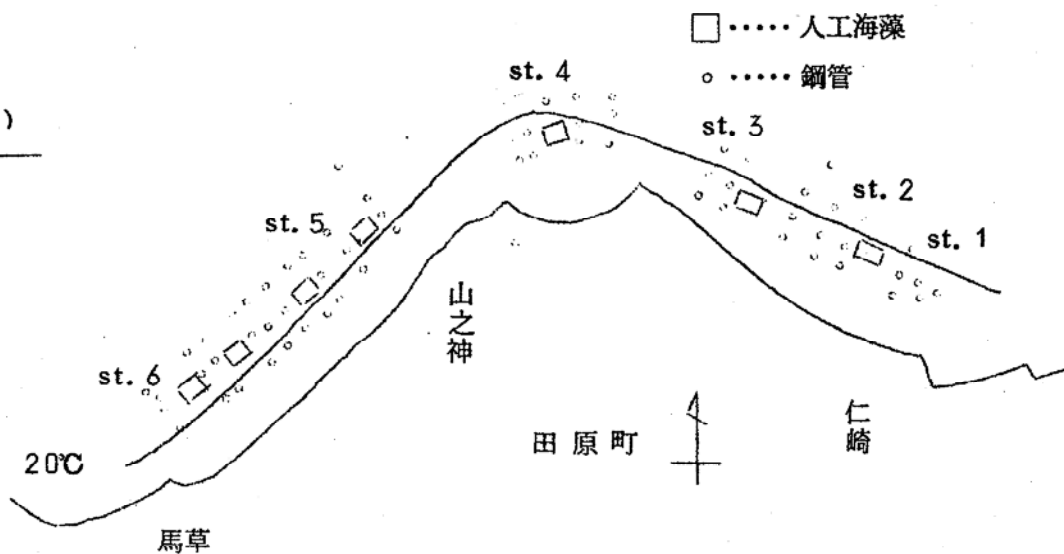 □‥‥‥人工海藻
○‥‥‥鋼管
)
st. 4
st. 3
st. 2
st. 1
st. 5
st. 6
山之神
仁崎
田原町
20℃
馬草